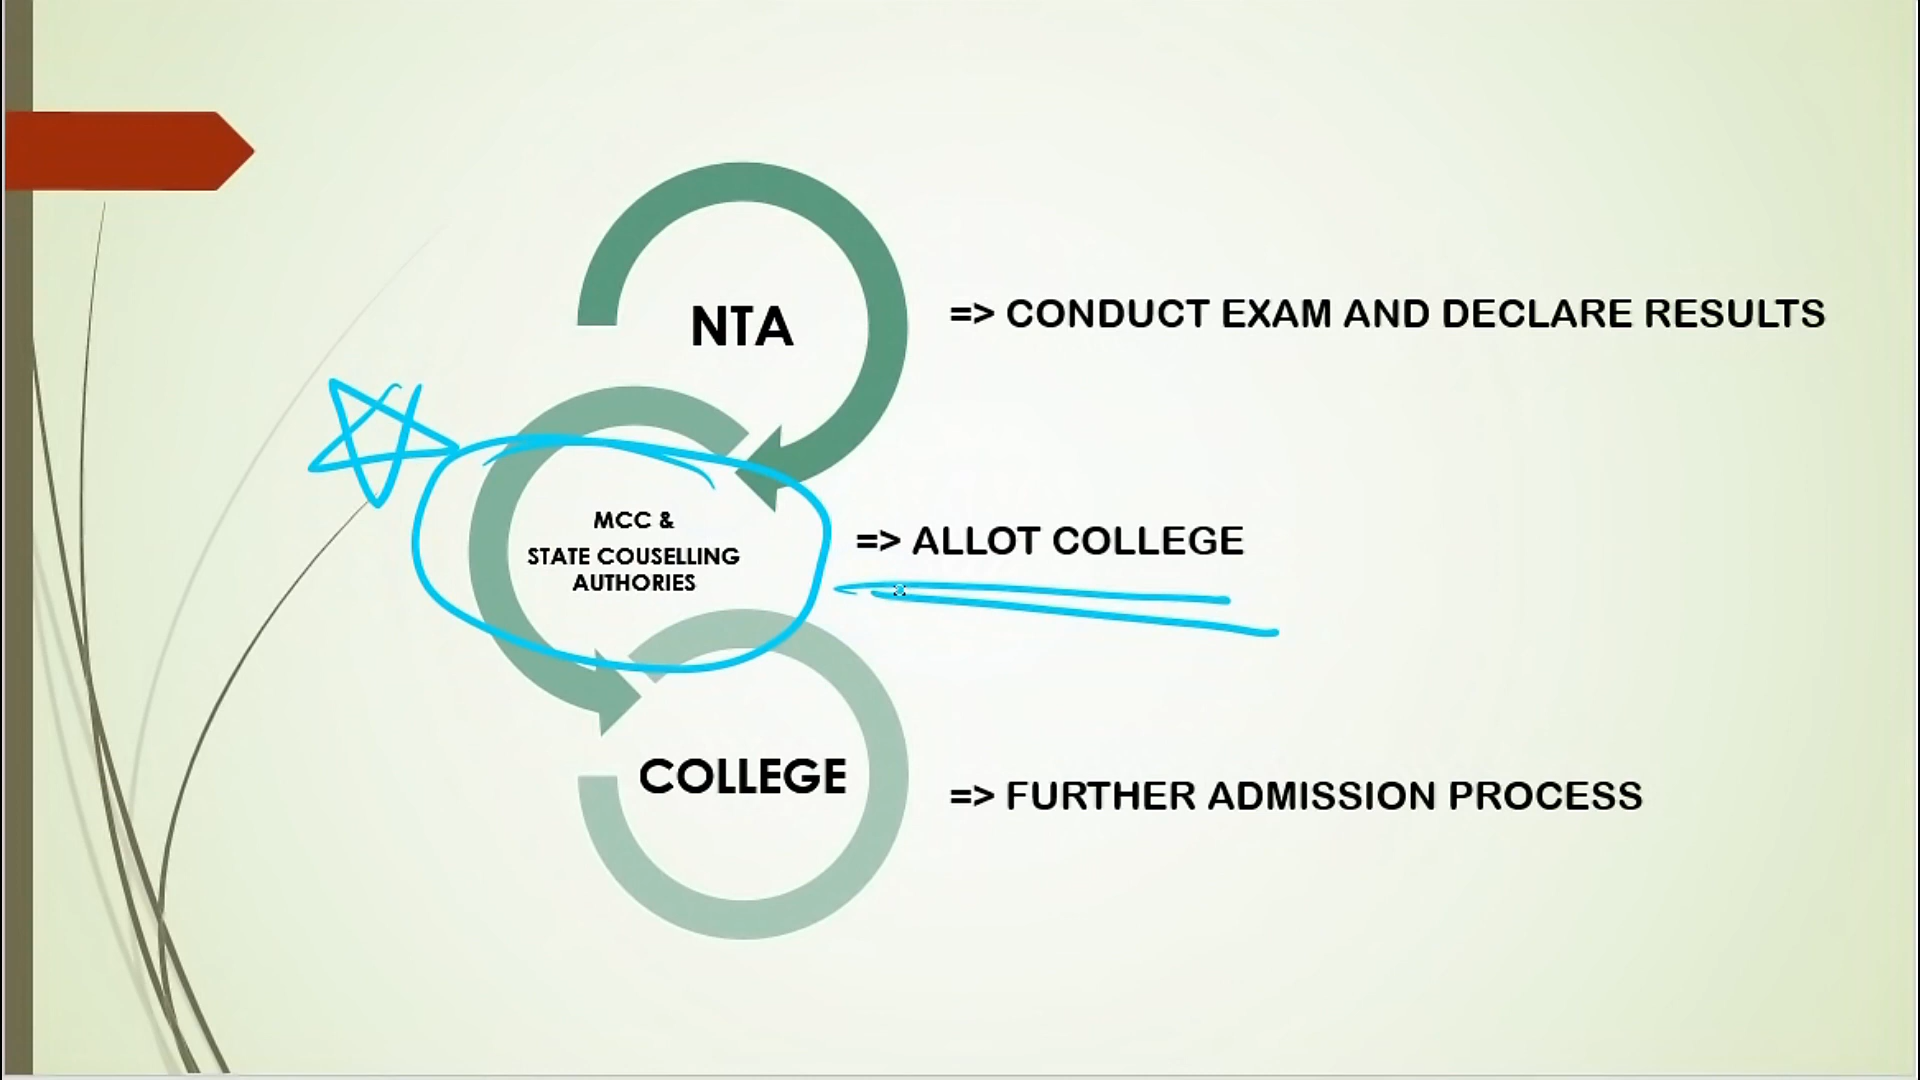 NTA
=> CONDUCT EXAM AND DECLARE RESULTS
MCC &
STATE COUSELLING
AUTHORIES
=> ALLOT COLLEGE
COLLEGE
=> FURTHER ADMISSION PROCESS